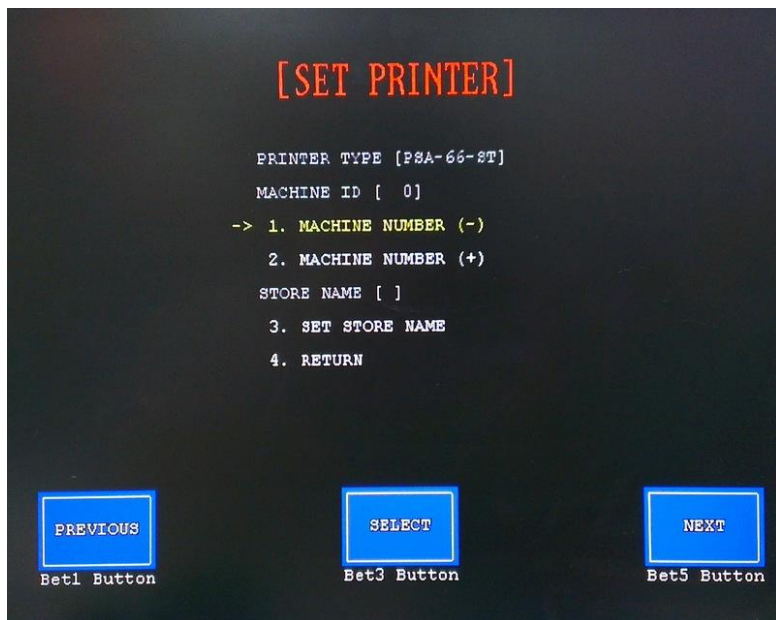 [SET PRINTER]
PRINTER TYPE [PSA-66-ST]
MACHINE ID [  0]
-> 1. MACHINE NUMBER (-)
2. MACHINE NUMBER (+)
STORE NAME [ ]
3. SET STORE NAME
4. RETURN
PREVIOUS
SELECT
NEXT
Bet1 Button
Bet3 Button
Bet5 Button